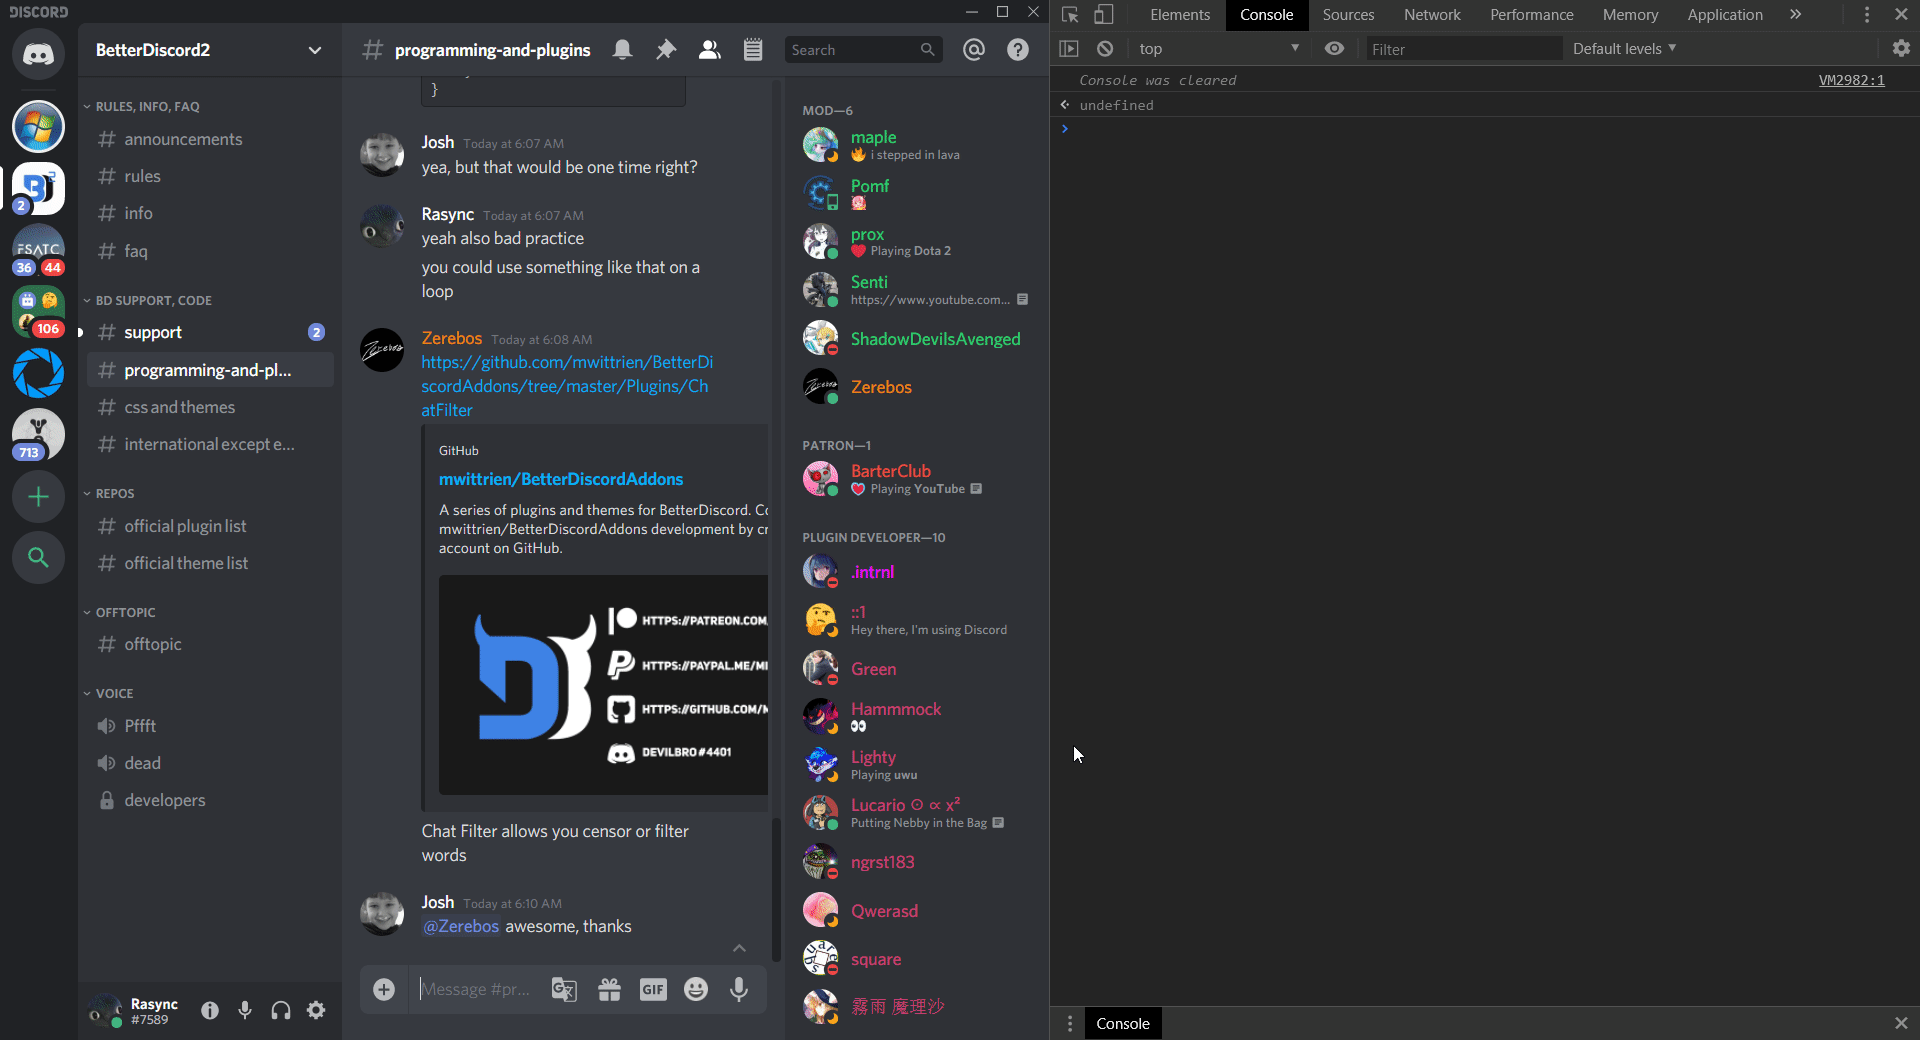 DISCORD
BetterDiscord2
RULES, INFO, FAQ
announcements
rules
info
faq
BD SUPPORT, CODE
support
2
programming-and-pl...
css and themes
international except e...
REPOS
official plugin list
official theme list
OFFTOPIC
offtopic
VOICE
Pffft
dead
developers
2
ESATC
36
44
106
713
Rasync
#7589
programming-and-plugins
Search
}
Josh Today at 6:07 AM
yea, but that would be one time right?
Rasync Today at 6:07 AM
yeah also bad practice
you could use something like that on a
loop
Zerebos Today at 6:08 AM
https://github.com/mwittrien/BetterDi
scordAddons/tree/master/Plugins/Ch
atFilter
GitHub
mwittrien/BetterDiscordAddons
A series of plugins and themes for BetterDiscord. Co
mwittrien/BetterDiscordAddons development by cr
account on GitHub.
HTTPS://PATREON.COM
HTTPS://PAYPAL.ME/MI
HTTPS://GITHUB.COM/M
DEVILBRO#4401
Chat Filter allows you censor or filter
words
Josh Today at 6:10 AM
@Zerebos awesome, thanks
Message #pr...
GIF
MOD—6
maple
i stepped in lava
Pomf
prox
Playing Dota 2
Senti
https://www.youtube.com...
ShadowDevilsAvenged
Zerebos
PATRON—1
BarterClub
Playing YouTube
PLUGIN DEVELOPER—10
.intrnl
::1
Hey there, I'm using Discord
Green
Hammmock
Lighty
Playing uwu
Lucario ⊙ ∝ x²
Putting Nebby in the Bag
ngrst183
Qwerasd
square
霧雨 魔理沙
Elements Console Sources Network Performance Memory Application
top
Filter
Default levels
Console was cleared
VM2982:1
undefined
Console